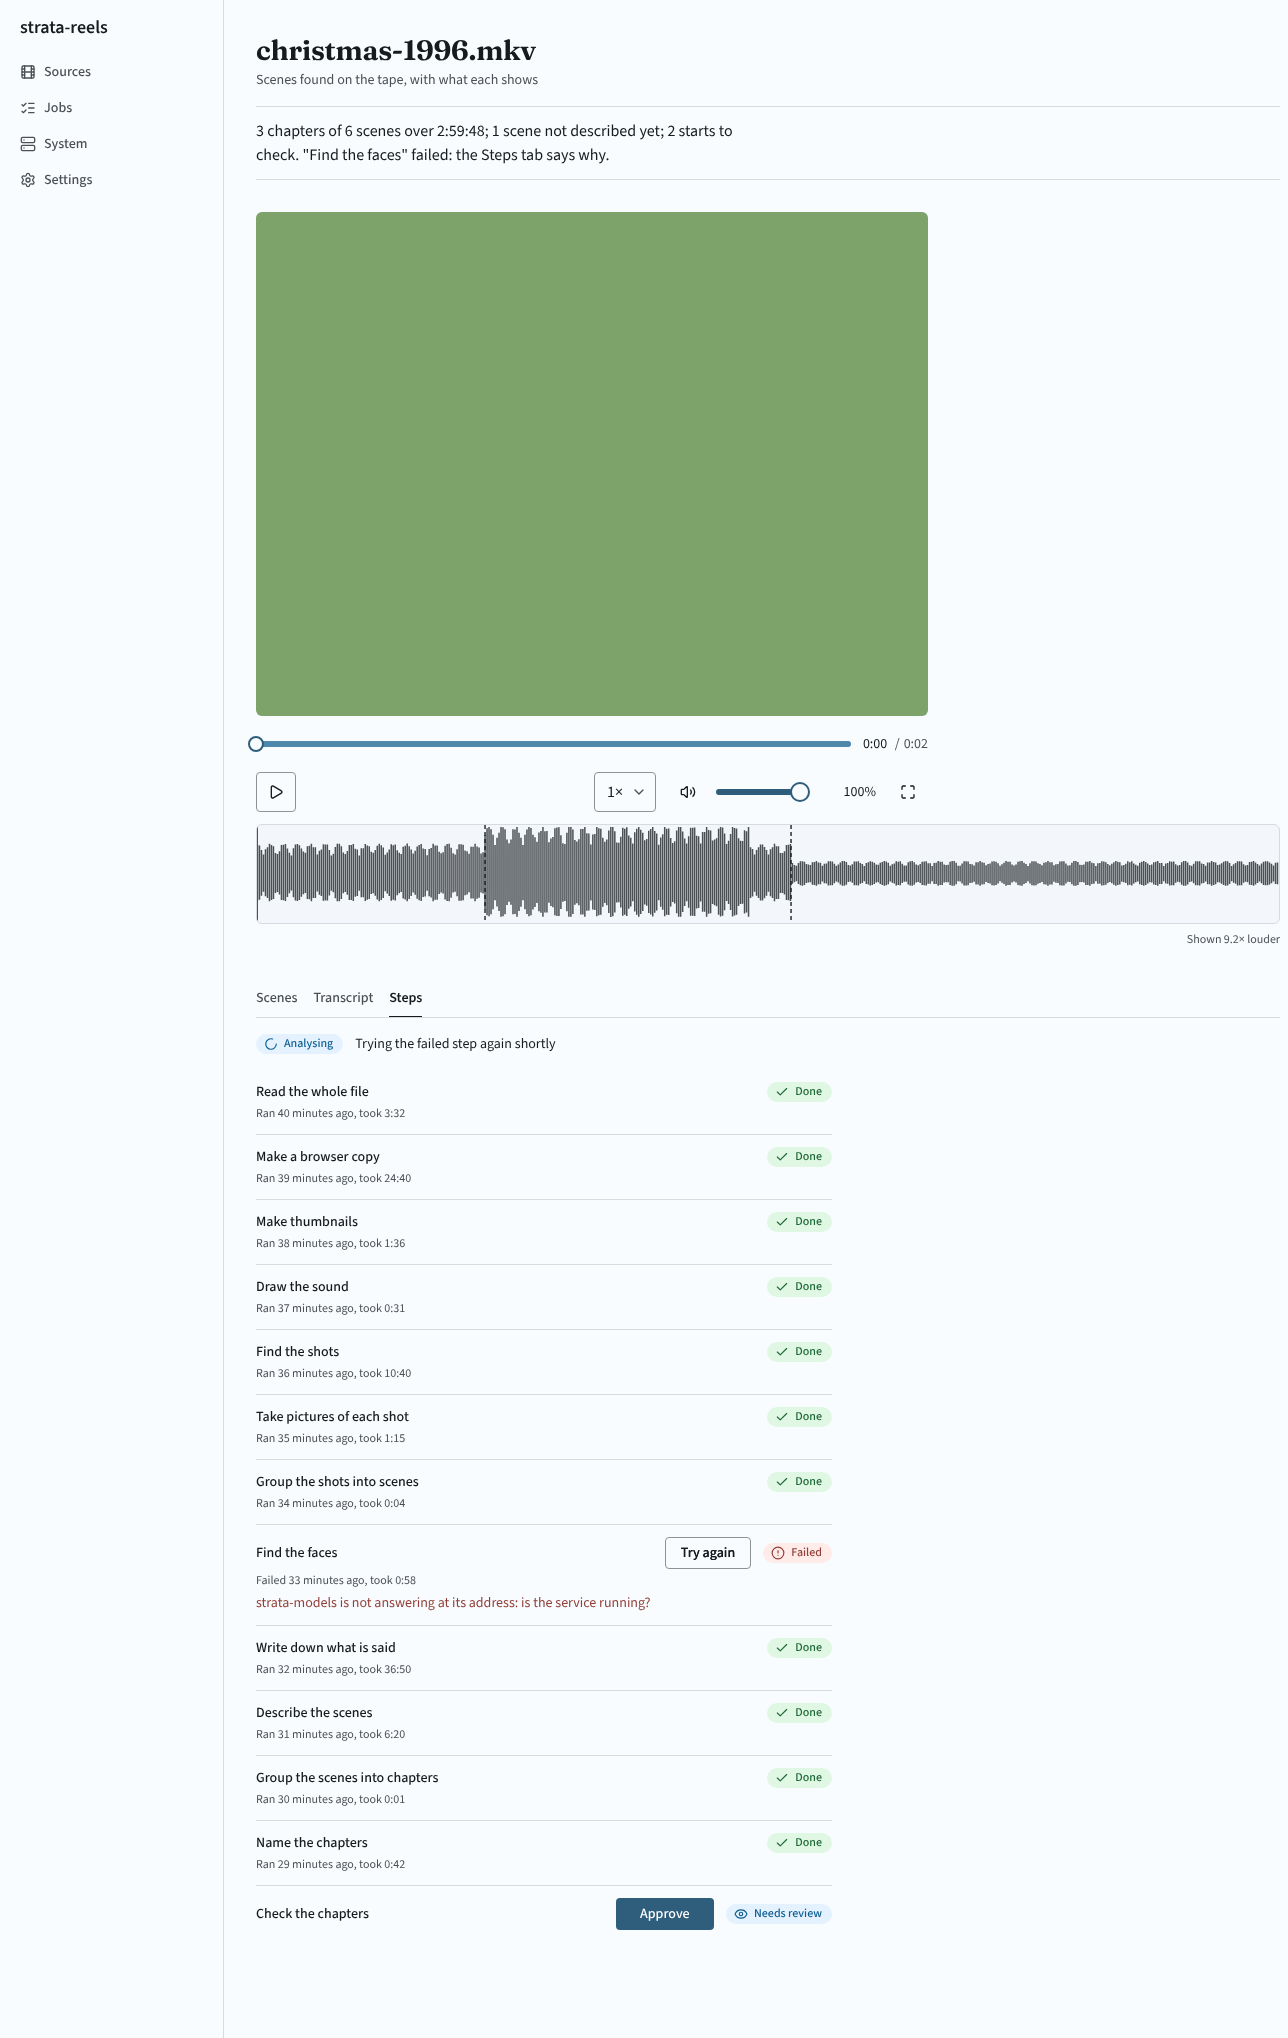 strata-reels
Sources
Jobs
System
Settings
christmas-1996.mkv
Scenes found on the tape, with what each shows
3 chapters of 6 scenes over 2:59:48; 1 scene not described yet; 2 starts to
check. "Find the faces" failed: the Steps tab says why.
0:00 / 0:02
1× 100%
Shown 9.2× louder
Scenes Transcript Steps
Analysing Trying the failed step again shortly
Read the whole file Done
Ran 40 minutes ago, took 3:32
Make a browser copy Done
Ran 39 minutes ago, took 24:40
Make thumbnails Done
Ran 38 minutes ago, took 1:36
Draw the sound Done
Ran 37 minutes ago, took 0:31
Find the shots Done
Ran 36 minutes ago, took 10:40
Take pictures of each shot Done
Ran 35 minutes ago, took 1:15
Group the shots into scenes Done
Ran 34 minutes ago, took 0:04
Find the faces Try again Failed
Failed 33 minutes ago, took 0:58
strata-models is not answering at its address: is the service running?
Write down what is said Done
Ran 32 minutes ago, took 36:50
Describe the scenes Done
Ran 31 minutes ago, took 6:20
Group the scenes into chapters Done
Ran 30 minutes ago, took 0:01
Name the chapters Done
Ran 29 minutes ago, took 0:42
Check the chapters Approve Needs review